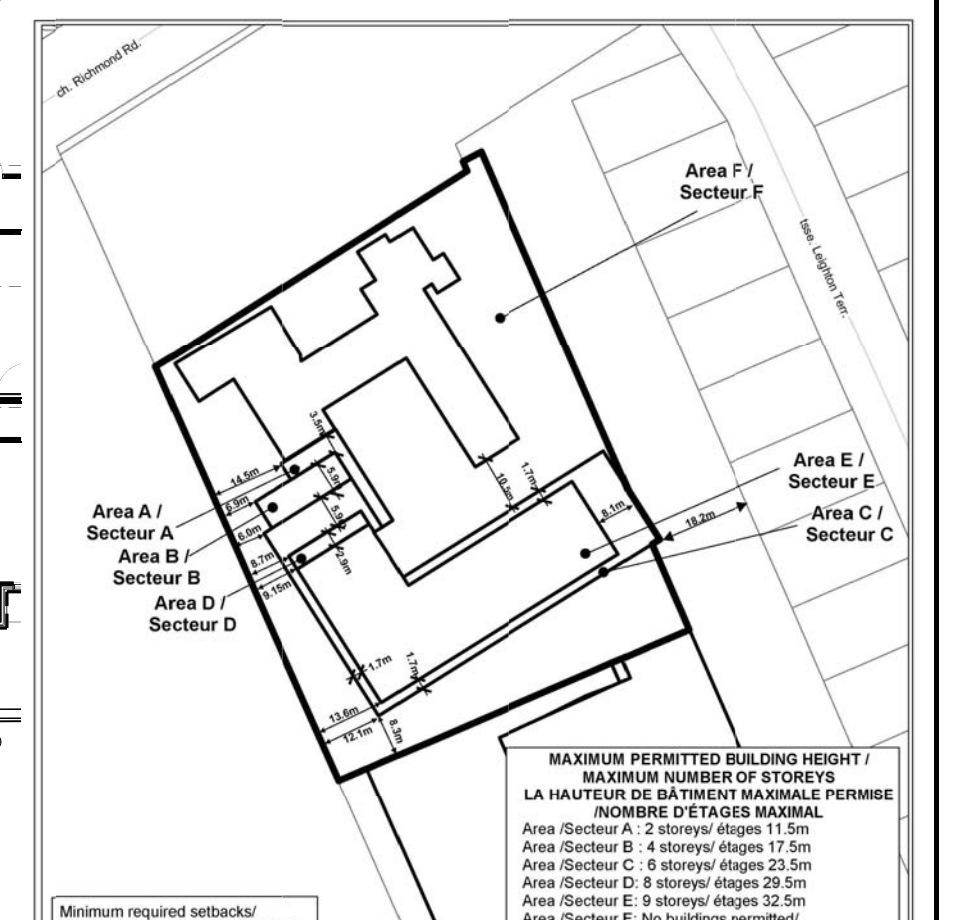 ch. Richmond Rd.
Area F /
Secteur F
tsse. Leighton Terr.
3.5m
14.5m
5.9m
6.9m
10.5m
1.7m
Area E /
Secteur E
8.1m
18.2m
Area C /
Secteur C
Area A /
Secteur A
Area B /
Secteur B
Area D /
Secteur D
6.0m
5.9m
8.7m
2.9m
9.15m
1.7m
1.7m
13.6m
12.1m
8.3m
MAXIMUM PERMITTED BUILDING HEIGHT /
MAXIMUM NUMBER OF STOREYS
LA HAUTEUR DE BÂTIMENT MAXIMALE PERMISE
/NOMBRE D'ÉTAGES MAXIMAL
Area /Secteur A : 2 storeys/ étages 11.5m
Area /Secteur B : 4 storeys/ étages 17.5m
Area /Secteur C : 6 storeys/ étages 23.5m
Area /Secteur D: 8 storeys/ étages 29.5m
Area /Secteur E: 9 storeys/ étages 32.5m
Area /Secteur F: No buildings permitted/
Minimum required setbacks/